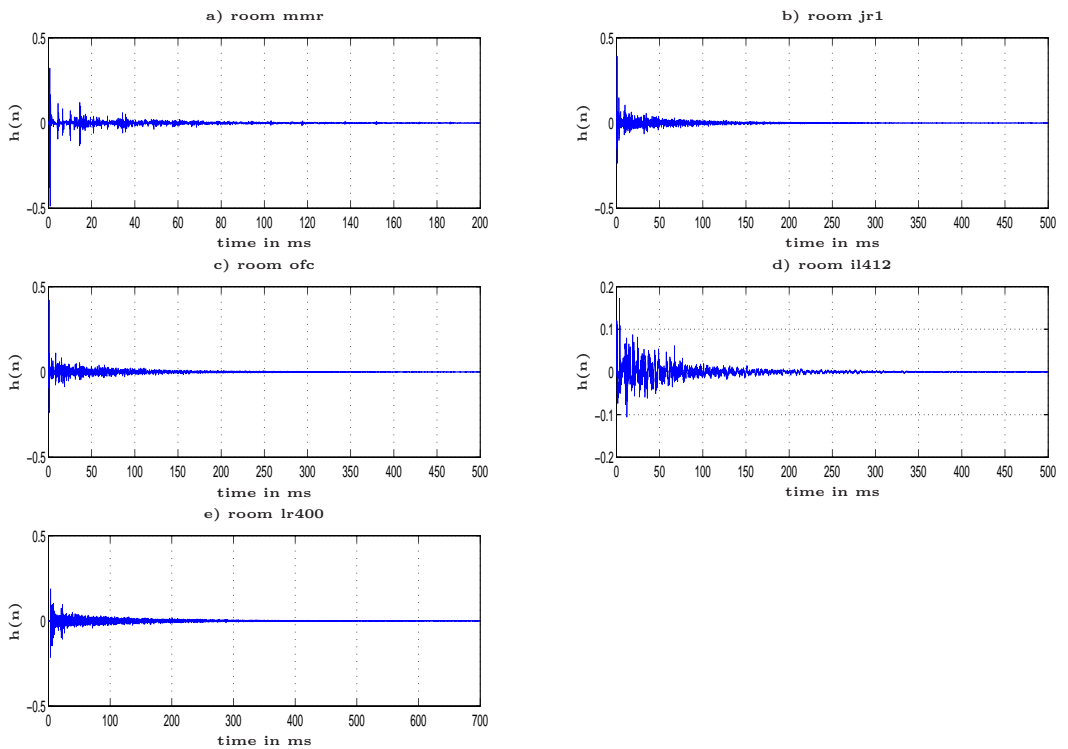 a) room mmr
0.5
0
−0.5
h(n)
0 20 40 60 80 100 120 140 160 180 200
time in ms
b) room jr1
0.5
0
−0.5
h(n)
0 50 100 150 200 250 300 350 400 450 500
time in ms
c) room ofc
0.5
0
−0.5
h(n)
0 50 100 150 200 250 300 350 400 450 500
time in ms
d) room il412
0.2
0.1
0
−0.1
−0.2
h(n)
0 50 100 150 200 250 300 350 400 450 500
time in ms
e) room lr400
0.5
0
−0.5
h(n)
0 100 200 300 400 500 600 700
time in ms